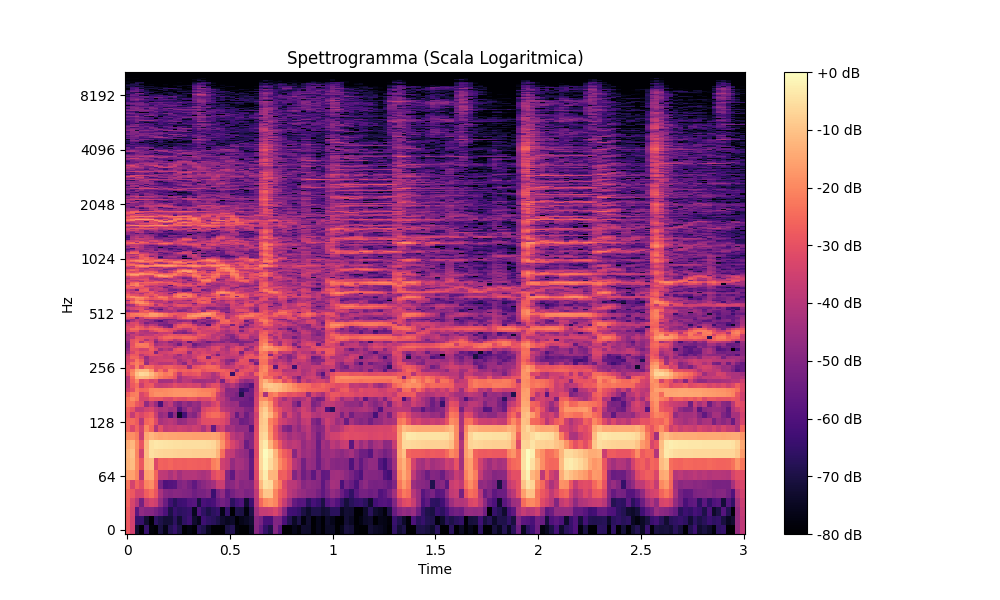 Spettrogramma (Scala Logaritmica)
Hz
8192
4096
2048
1024
512
256
128
64
0
0 0.5 1 1.5 2 2.5 3
Time
+0 dB
-10 dB
-20 dB
-30 dB
-40 dB
-50 dB
-60 dB
-70 dB
-80 dB